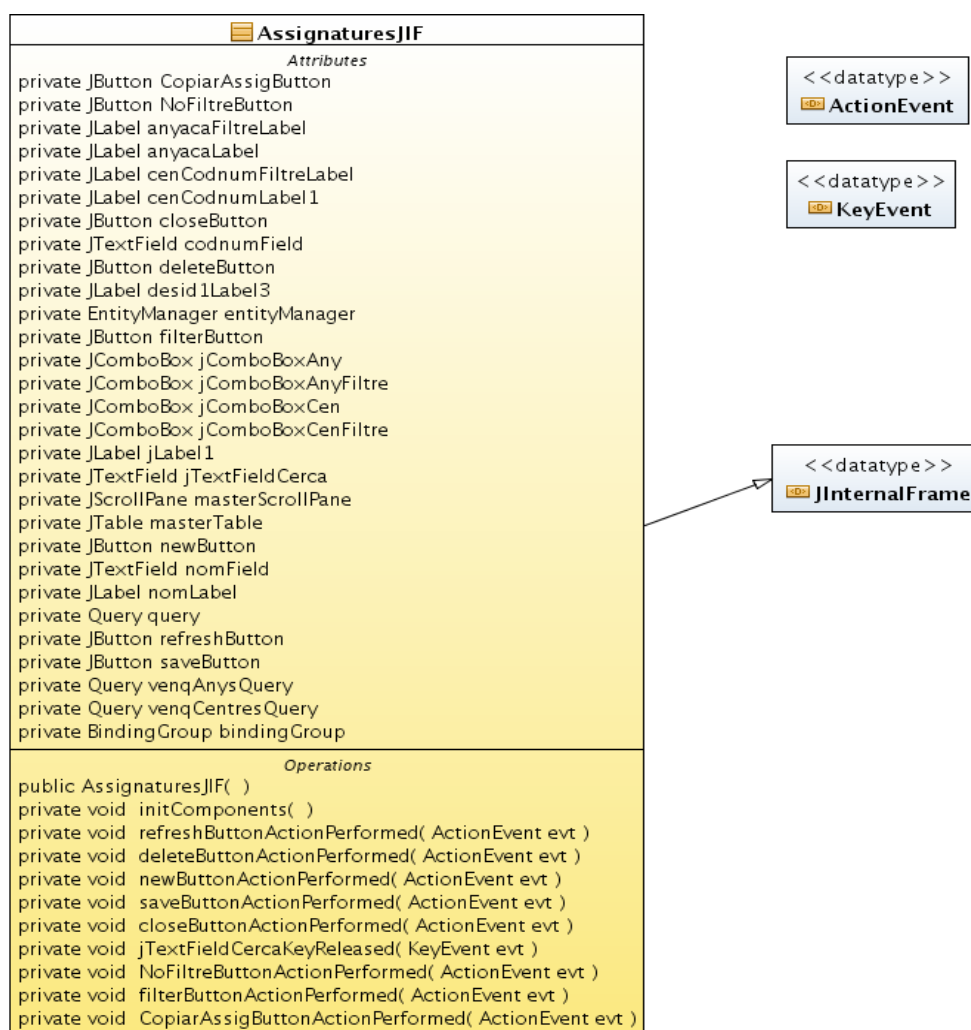 AssignaturesJIF
Attributes
private JButton CopiarAssigButton
private JButton NoFiltreButton
private JLabel anyacaFiltreLabel
private JLabel anyacaLabel
private JLabel cenCodnumFiltreLabel
private JLabel cenCodnumLabel1
private JButton closeButton
private JTextField codnumField
private JButton deleteButton
private JLabel desid1Label3
private EntityManager entityManager
private JButton filterButton
private JComboBox jComboBoxAny
private JComboBox jComboBoxAnyFiltre
private JComboBox jComboBoxCen
private JComboBox jComboBoxCenFiltre
private JLabel jLabel1
private JTextField jTextFieldCerca
private JScrollPane masterScrollPane
private JTable masterTable
private JButton newButton
private JTextField nomField
private JLabel nomLabel
private Query query
private JButton refreshButton
private JButton saveButton
private Query venqAnysQuery
private Query venqCentresQuery
private BindingGroup bindingGroup
Operations
public AssignaturesJIF( )
private void initComponents( )
private void refreshButtonActionPerformed( ActionEvent evt )
private void deleteButtonActionPerformed( ActionEvent evt )
private void newButtonActionPerformed( ActionEvent evt )
private void saveButtonActionPerformed( ActionEvent evt )
private void closeButtonActionPerformed( ActionEvent evt )
private void jTextFieldCercaKeyReleased( KeyEvent evt )
private void NoFiltreButtonActionPerformed( ActionEvent evt )
private void filterButtonActionPerformed( ActionEvent evt )
private void CopiarAssigButtonActionPerformed( ActionEvent evt )
<<datatype>>
ActionEvent
<<datatype>>
KeyEvent
<<datatype>>
JInternalFrame